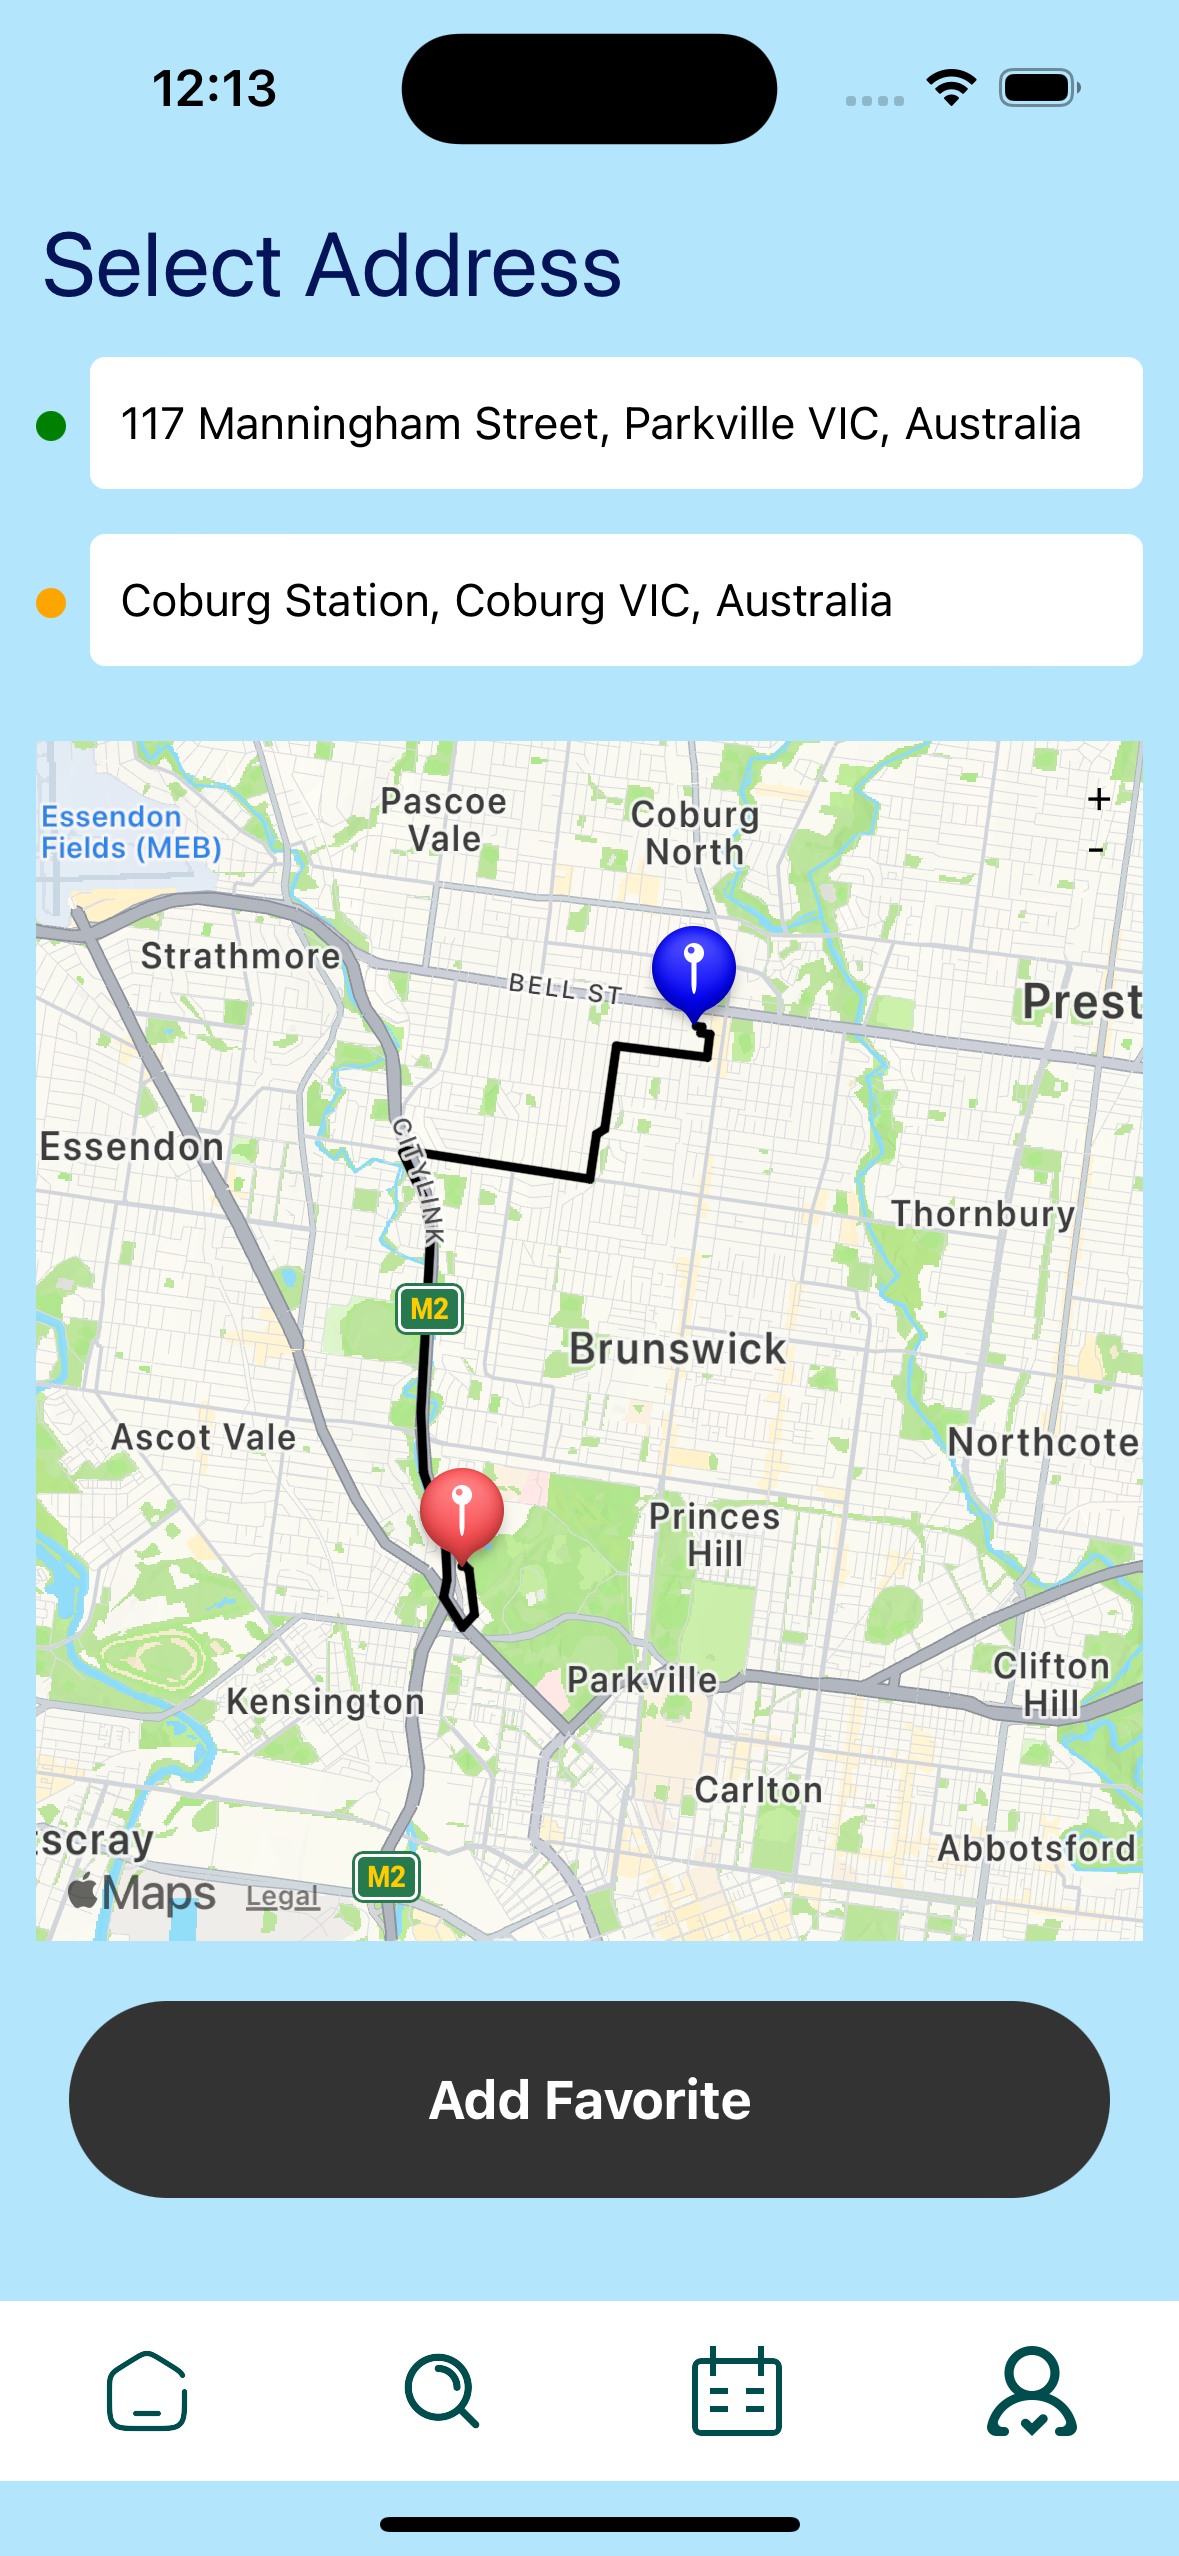 12:13
Select Address
117 Manningham Street, Parkville VIC, Australia
Coburg Station, Coburg VIC, Australia
Essendon
Fields (MEB)
Pascoe
Vale
Coburg
North
+
-
Strathmore
BELL ST
Prest
Essendon
CITYLINK
Thornbury
M2
Brunswick
Ascot Vale
Northcote
Princes
Hill
Parkville
Clifton
Hill
Kensington
Carlton
Abbotsford
scray
Maps
Legal
M2
Add Favorite